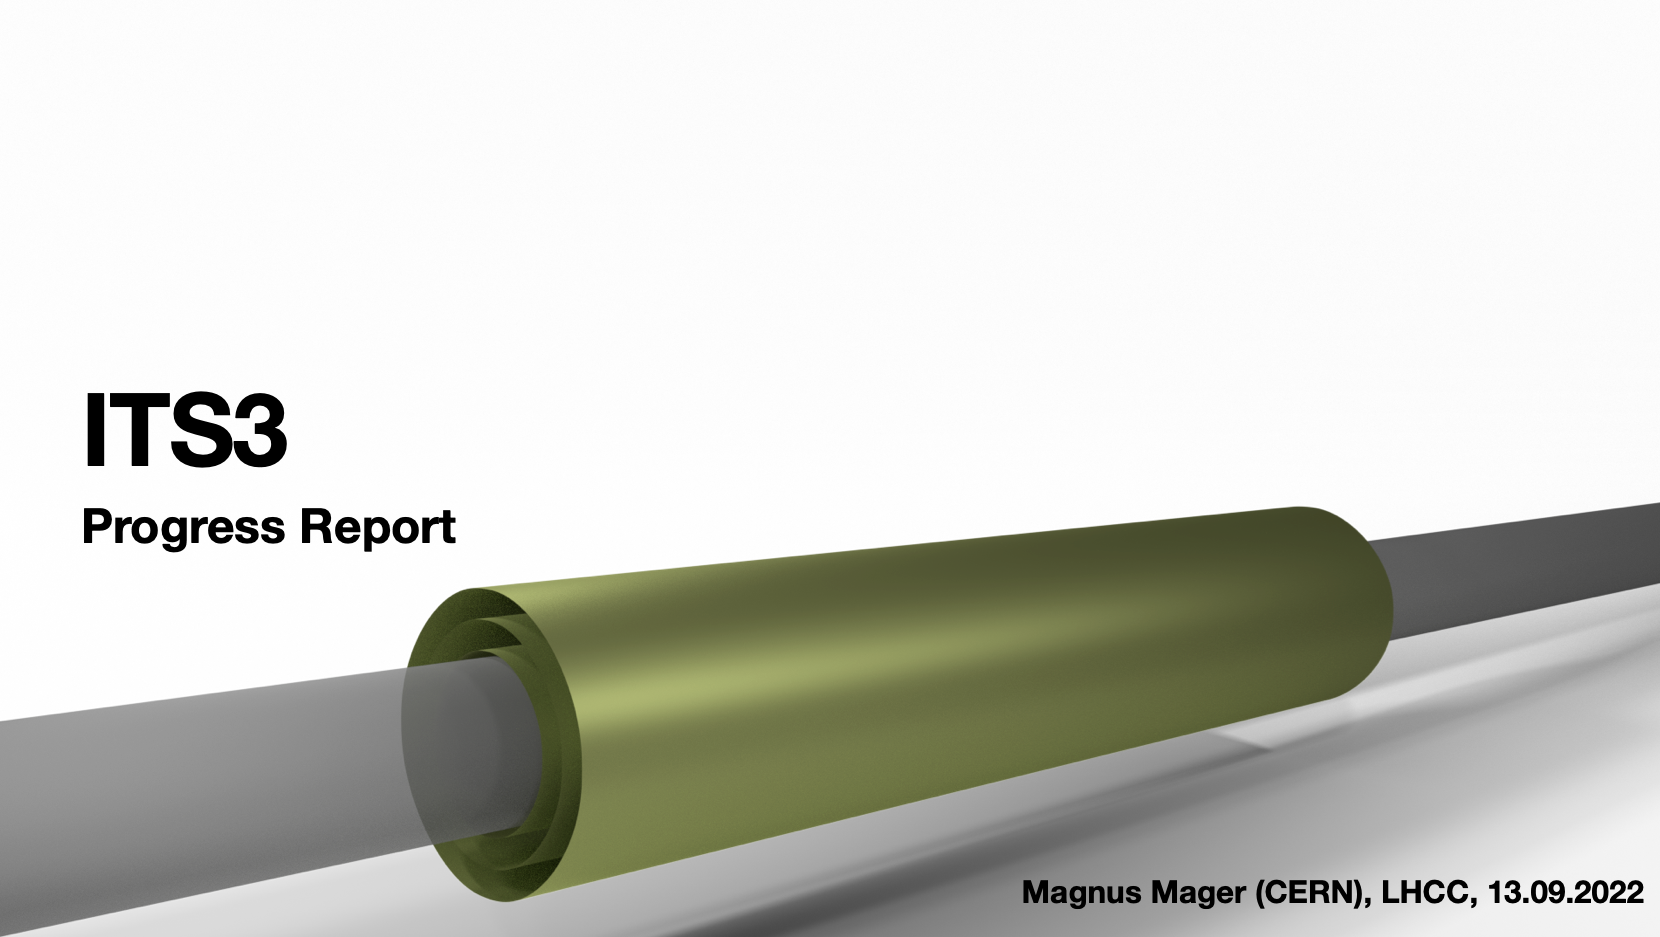 ITS3
Progress Report
Magnus Mager (CERN), LHCC, 13.09.2022